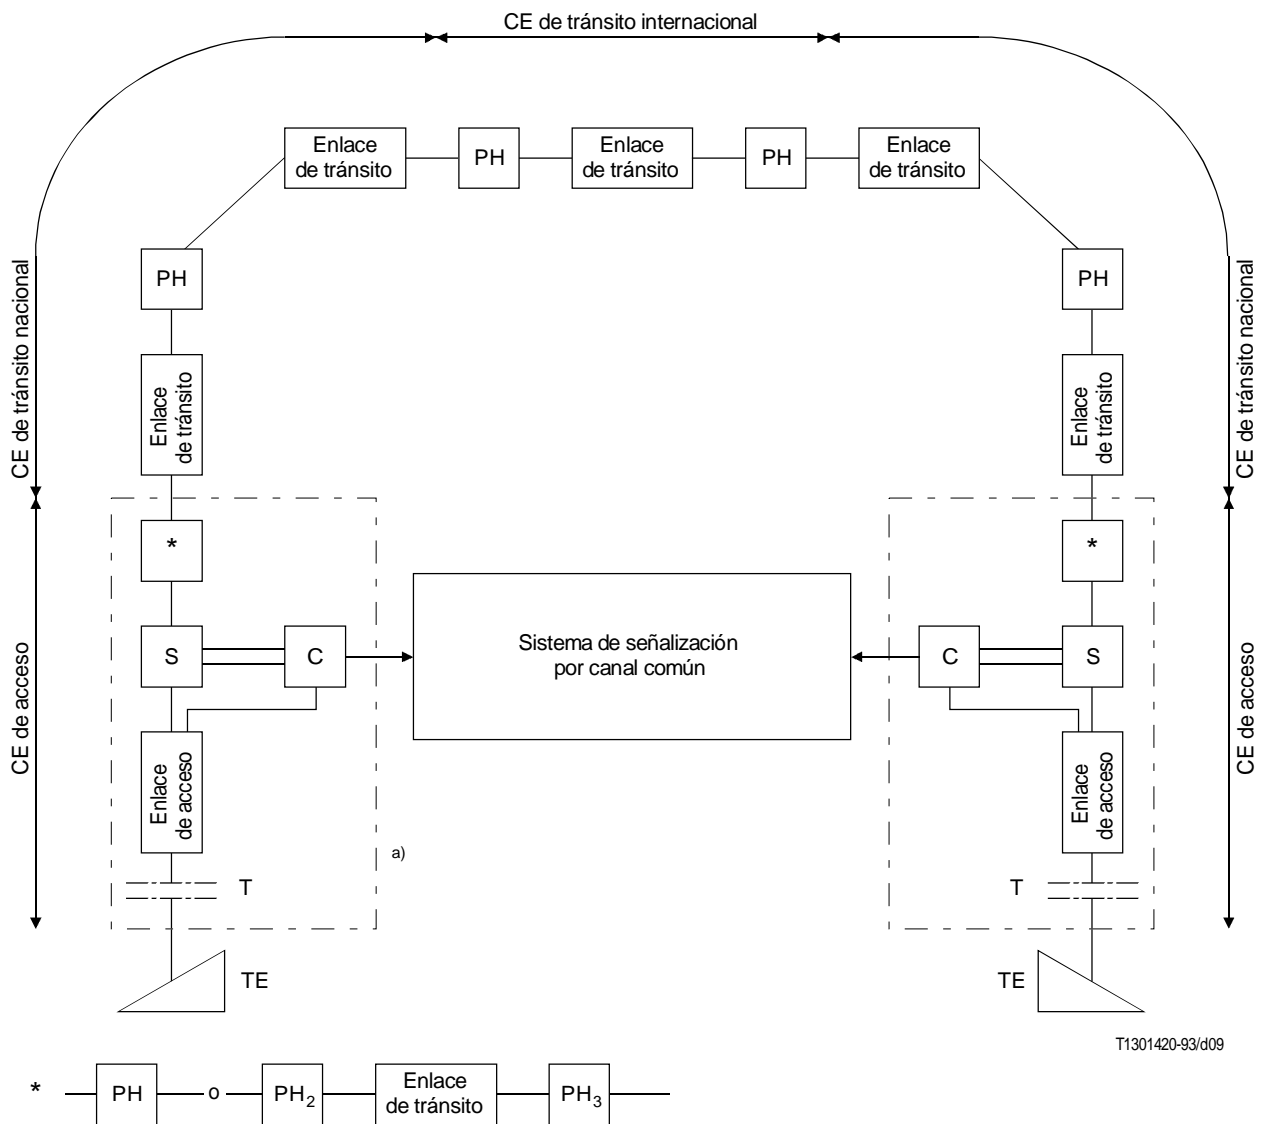 CE de tránsito internacional
Enlace
de tránsito
PH
Enlace
de tránsito
PH
Enlace
de tránsito
PH
PH
CE de tránsito nacional
Enlace
de tránsito
Enlace
de tránsito
CE de tránsito nacional
*
*
CE de acceso
S
C
Sistema de señalización
por canal común
C
S
CE de acceso
Enlace
de acceso
Enlace
de acceso
a)
T
T
TE
TE
T1301420-93/d09
* PH o PH2 Enlace
de tránsito PH3